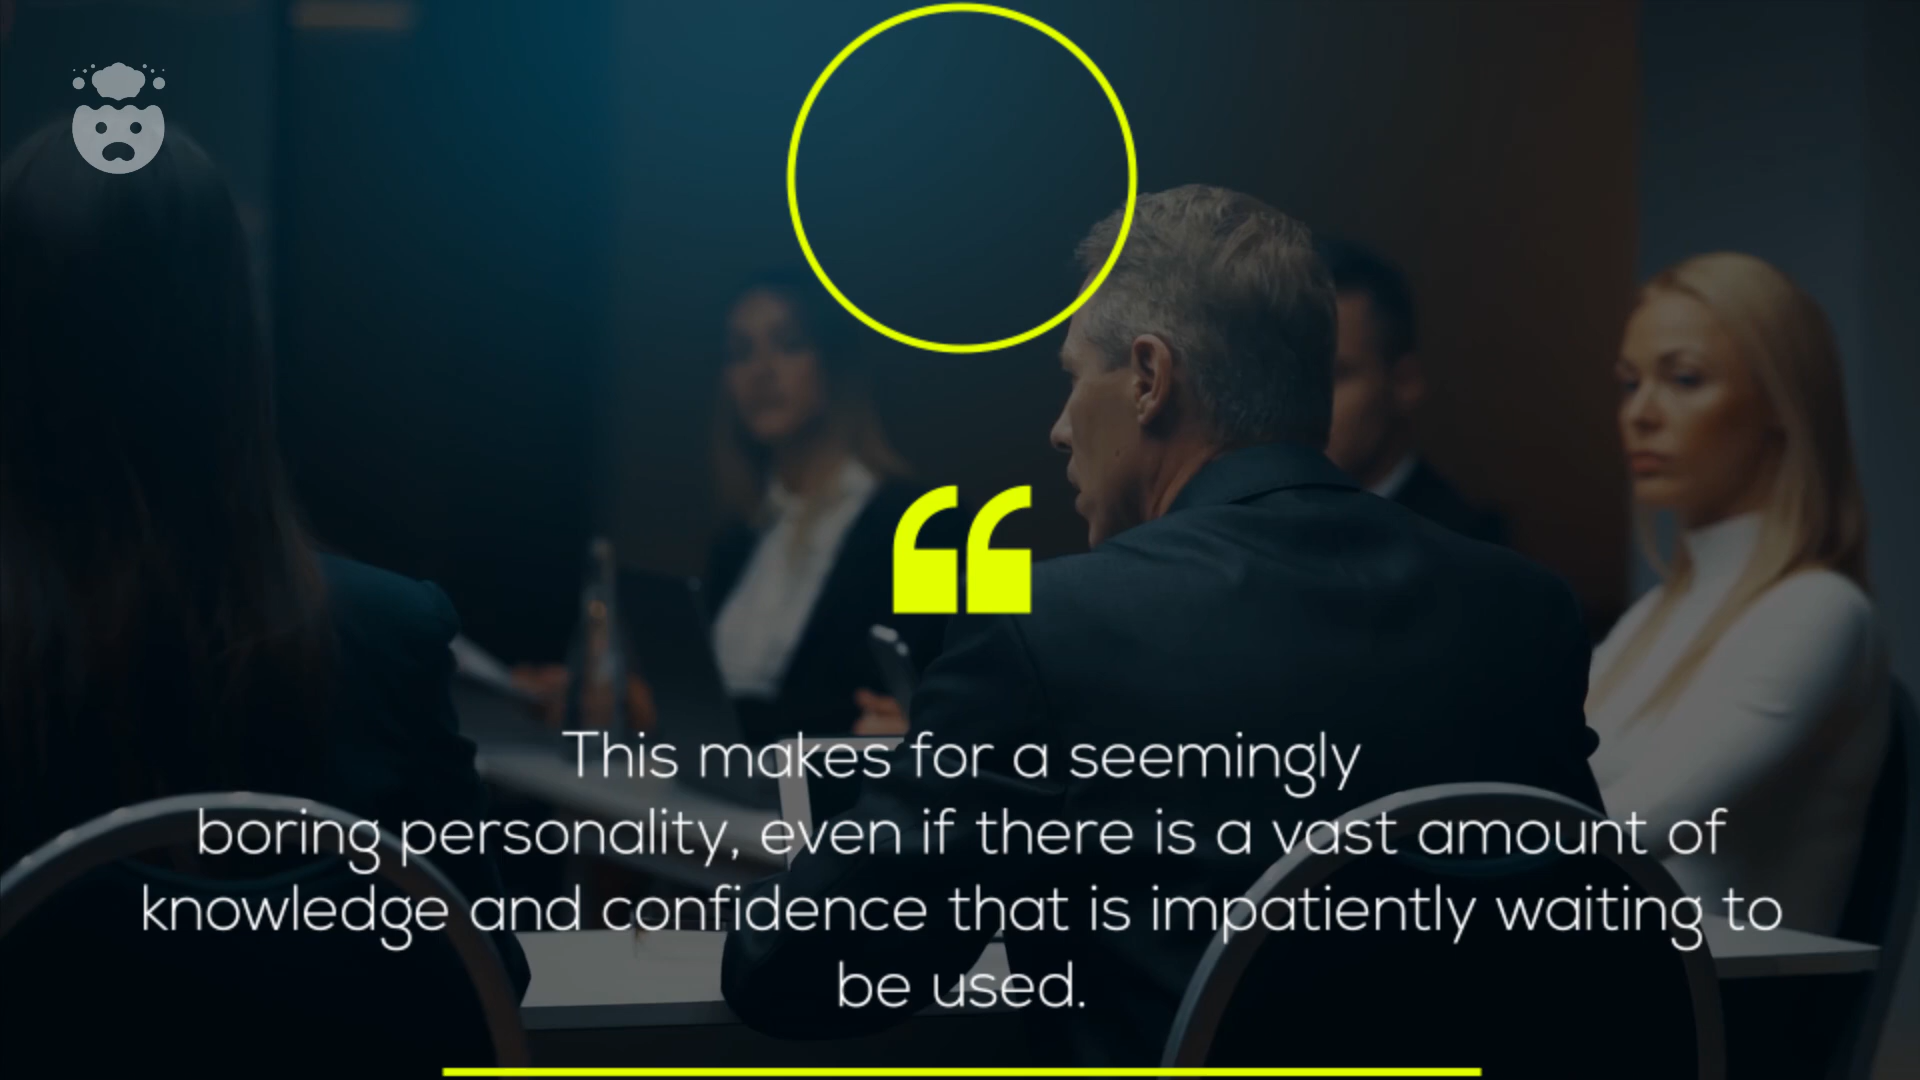 This makes for a seemingly
boring personality, even if there is a vast amount of
knowledge and confidence that is impatiently waiting to
be used.